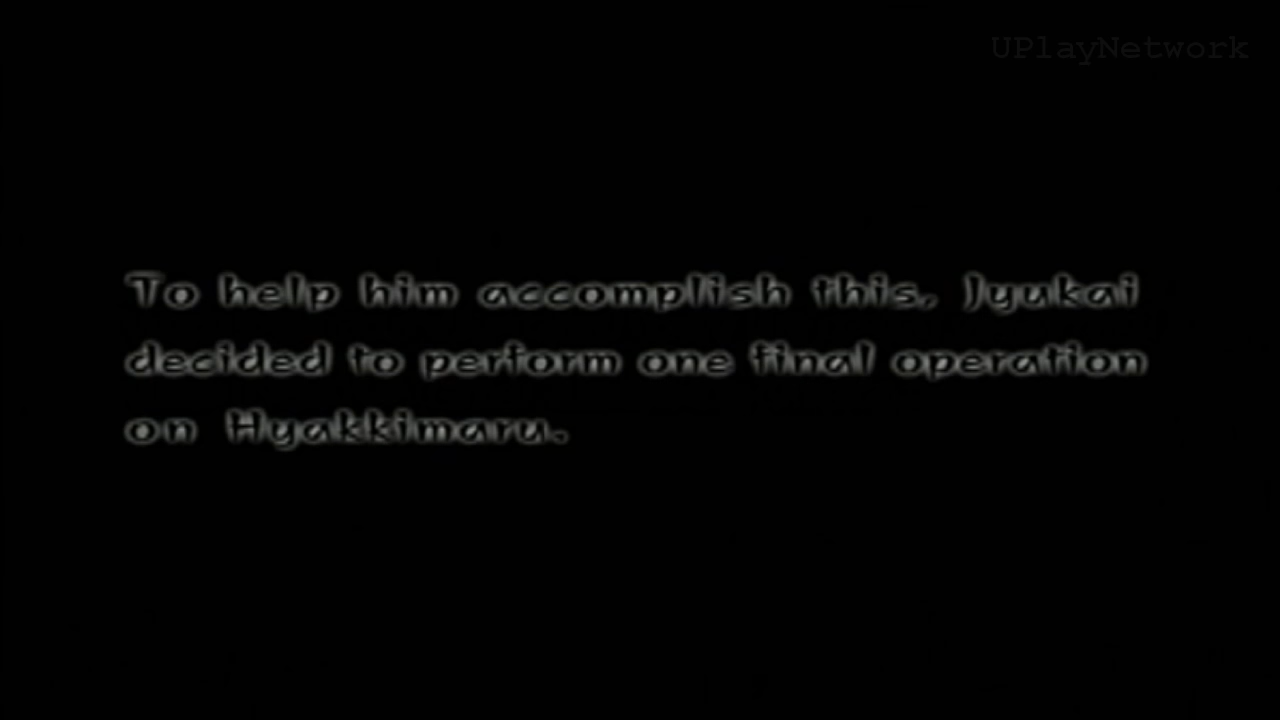 UPlayNetwork
To help him accomplish this, Jyukai
decided to perform one final operation
on Hyakkimaru.